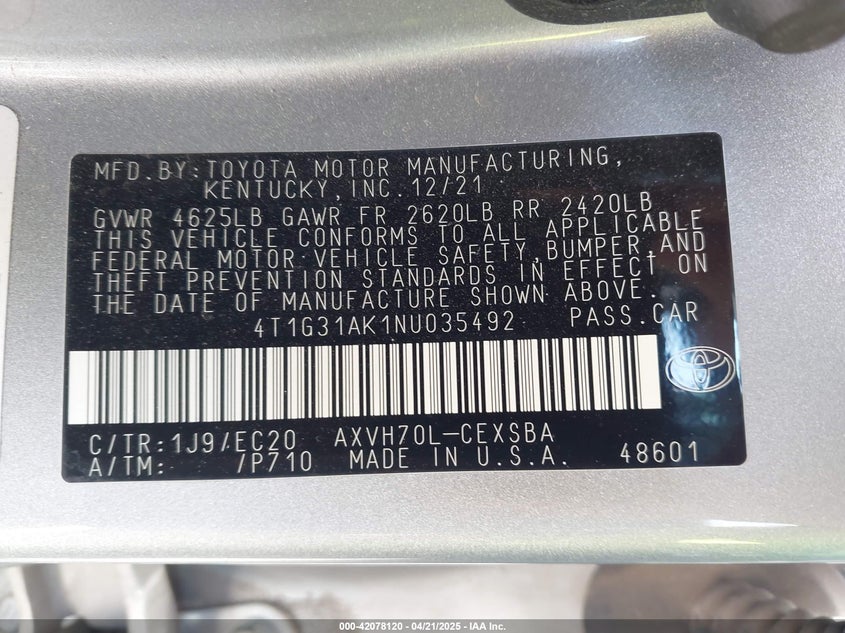 MFD.BY:TOYOTA MOTOR MANUFACTURING,
KENTUCKY,INC.12/21
GVWR 4625LB GAWR FR 2620LB RR 2420LB
THIS VEHICLE CONFORMS TO ALL APPLICABLE
FEDERAL MOTOR VEHICLE SAFETY,BUMPER,AND
THEFT PREVENTION STANDARDS IN EFFECT ON
THE DATE OF MANUFACTURE SHOWN ABOVE.
4T1G31AK1NU035492 PASS.CAR
C/TR:1J9/EC20 AXVH70L-CEXSBA
A/TM: /P710 MADE IN U.S.A. 48601
000-42078120 | 04/21/2025 - IAA Inc.